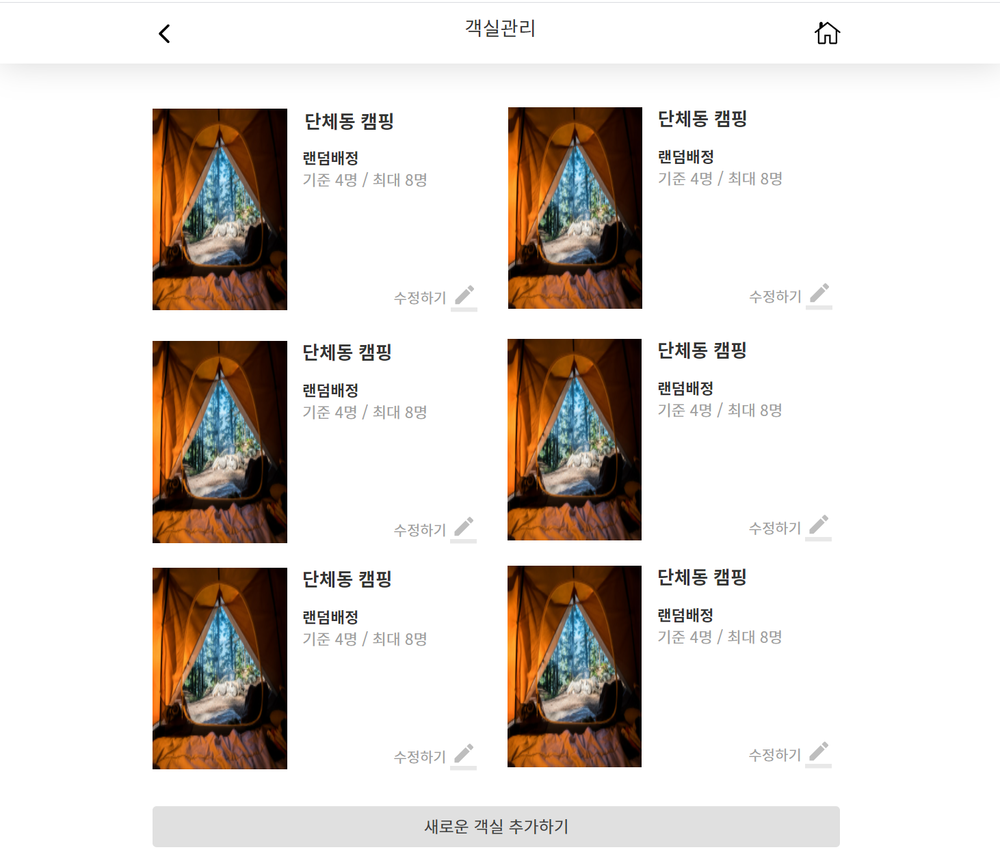 객실관리
단체동 캠핑
랜덤배정
기준 4명 / 최대 8명
수정하기
단체동 캠핑
랜덤배정
기준 4명 / 최대 8명
수정하기
단체동 캠핑
랜덤배정
기준 4명 / 최대 8명
수정하기
단체동 캠핑
랜덤배정
기준 4명 / 최대 8명
수정하기
단체동 캠핑
랜덤배정
기준 4명 / 최대 8명
수정하기
단체동 캠핑
랜덤배정
기준 4명 / 최대 8명
수정하기
새로운 객실 추가하기